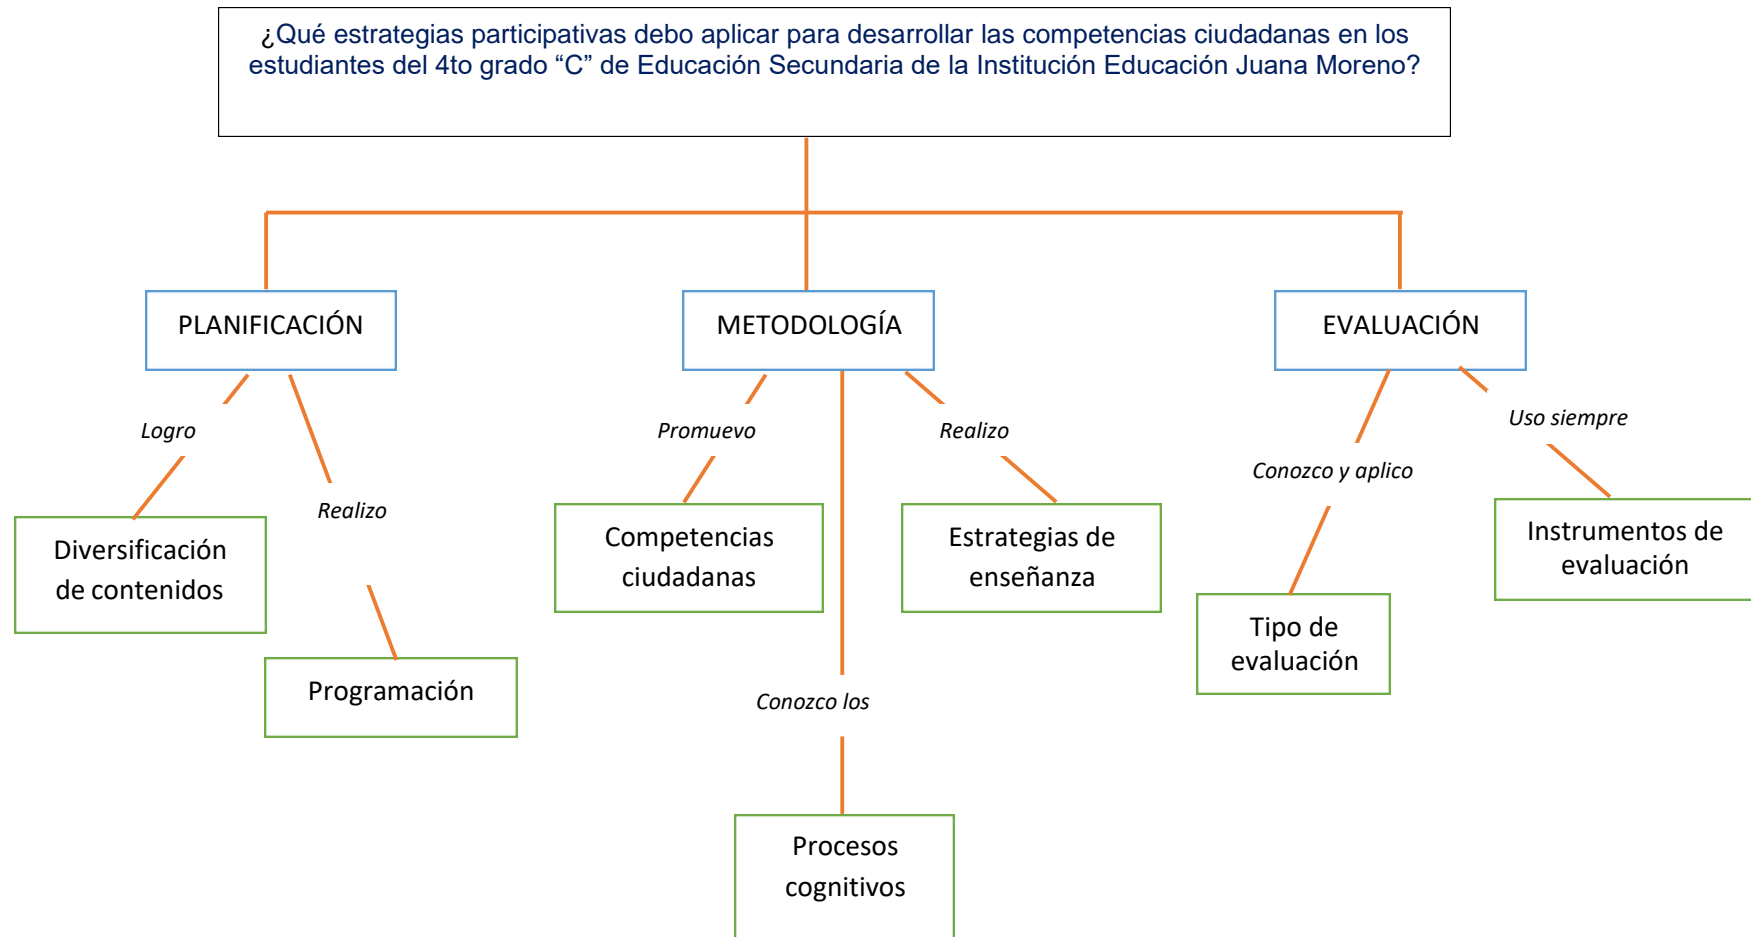 ¿Qué estrategias participativas debo aplicar para desarrollar las competencias ciudadanas en los
estudiantes del 4to grado “C” de Educación Secundaria de la Institución Educación Juana Moreno?
PLANIFICACIÓN
METODOLOGÍA
EVALUACIÓN
Logro
Realizo
Promuevo
Realizo
Conozco los
Conozco y aplico
Uso siempre
Diversificación
de contenidos
Programación
Competencias
ciudadanas
Estrategias de
enseñanza
Procesos
cognitivos
Tipo de
evaluación
Instrumentos de
evaluación